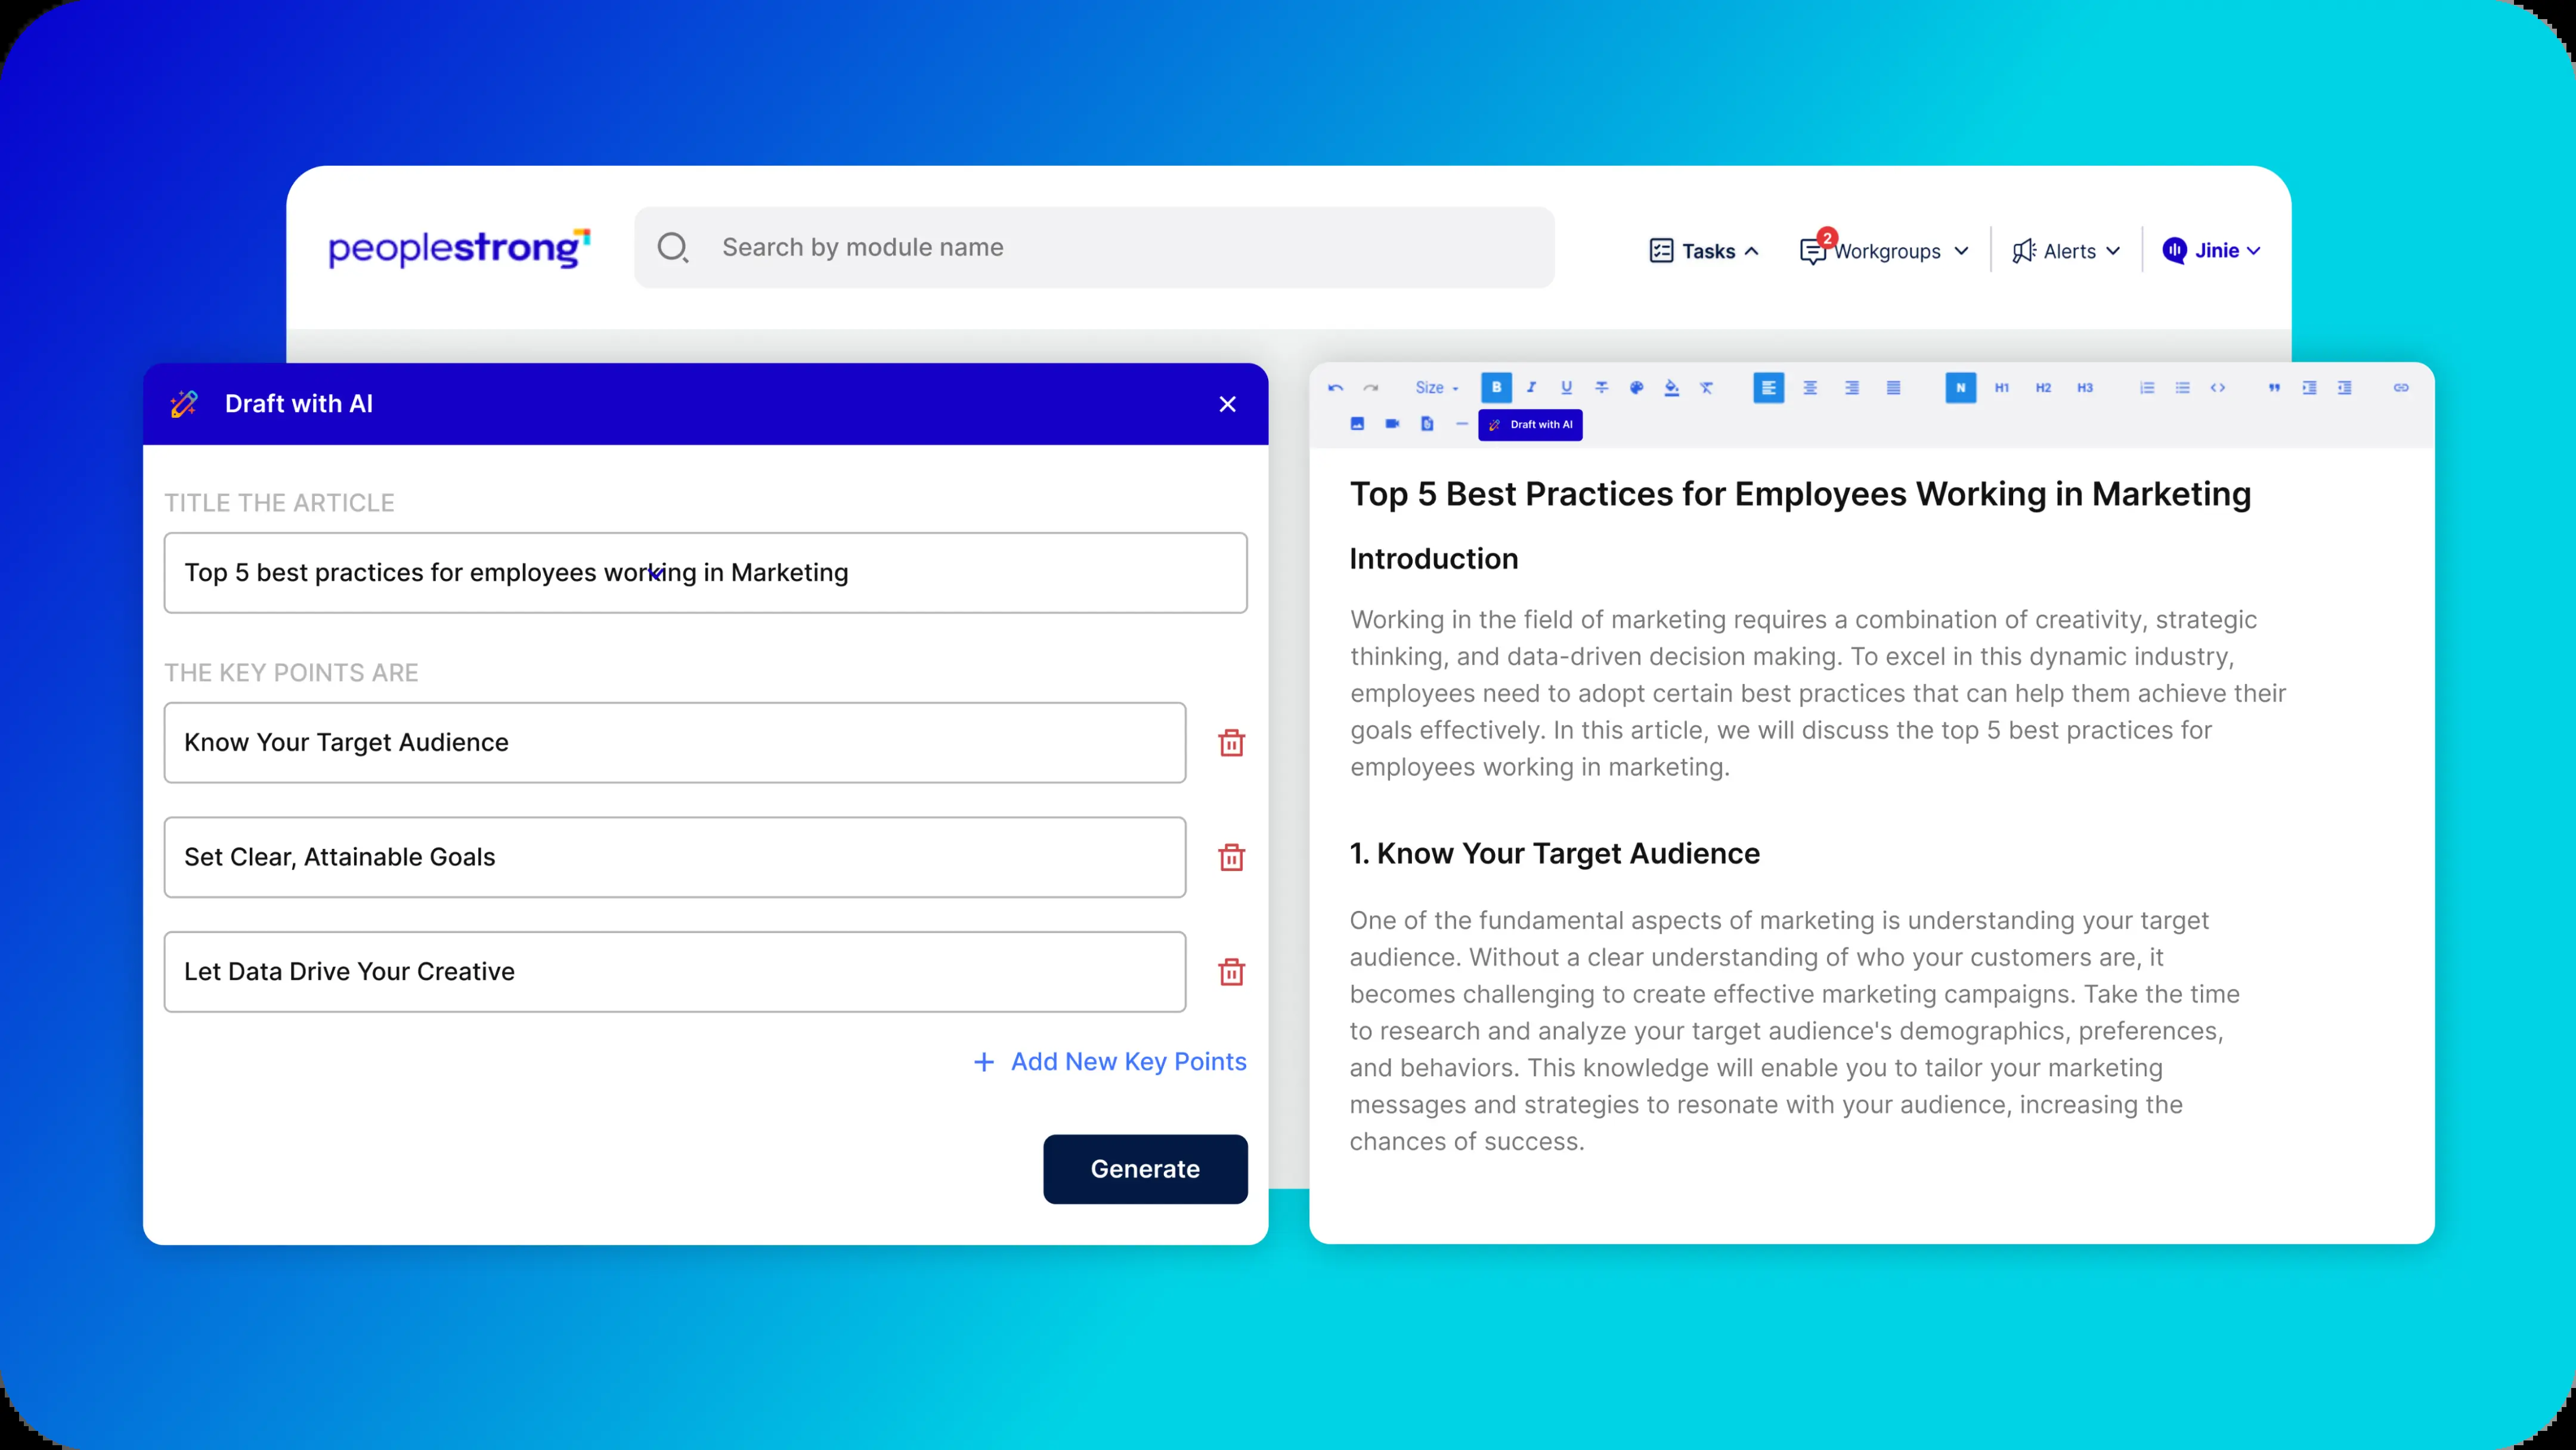 peoplestrong
Search by module name
Tasks
2
Workgroups
Alerts
Jinie
Draft with AI
TITLE THE ARTICLE
Top 5 best practices for employees working in Marketing
THE KEY POINTS ARE
Know Your Target Audience
Set Clear, Attainable Goals
Let Data Drive Your Creative
+ Add New Key Points
Generate
Size B I U N H1 H2 H3
Draft with AI
Top 5 Best Practices for Employees Working in Marketing
Introduction
Working in the field of marketing requires a combination of creativity, strategic
thinking, and data-driven decision making. To excel in this dynamic industry,
employees need to adopt certain best practices that can help them achieve their
goals effectively. In this article, we will discuss the top 5 best practices for
employees working in marketing.
1. Know Your Target Audience
One of the fundamental aspects of marketing is understanding your target
audience. Without a clear understanding of who your customers are, it
becomes challenging to create effective marketing campaigns. Take the time
to research and analyze your target audience's demographics, preferences,
and behaviors. This knowledge will enable you to tailor your marketing
messages and strategies to resonate with your audience, increasing the
chances of success.